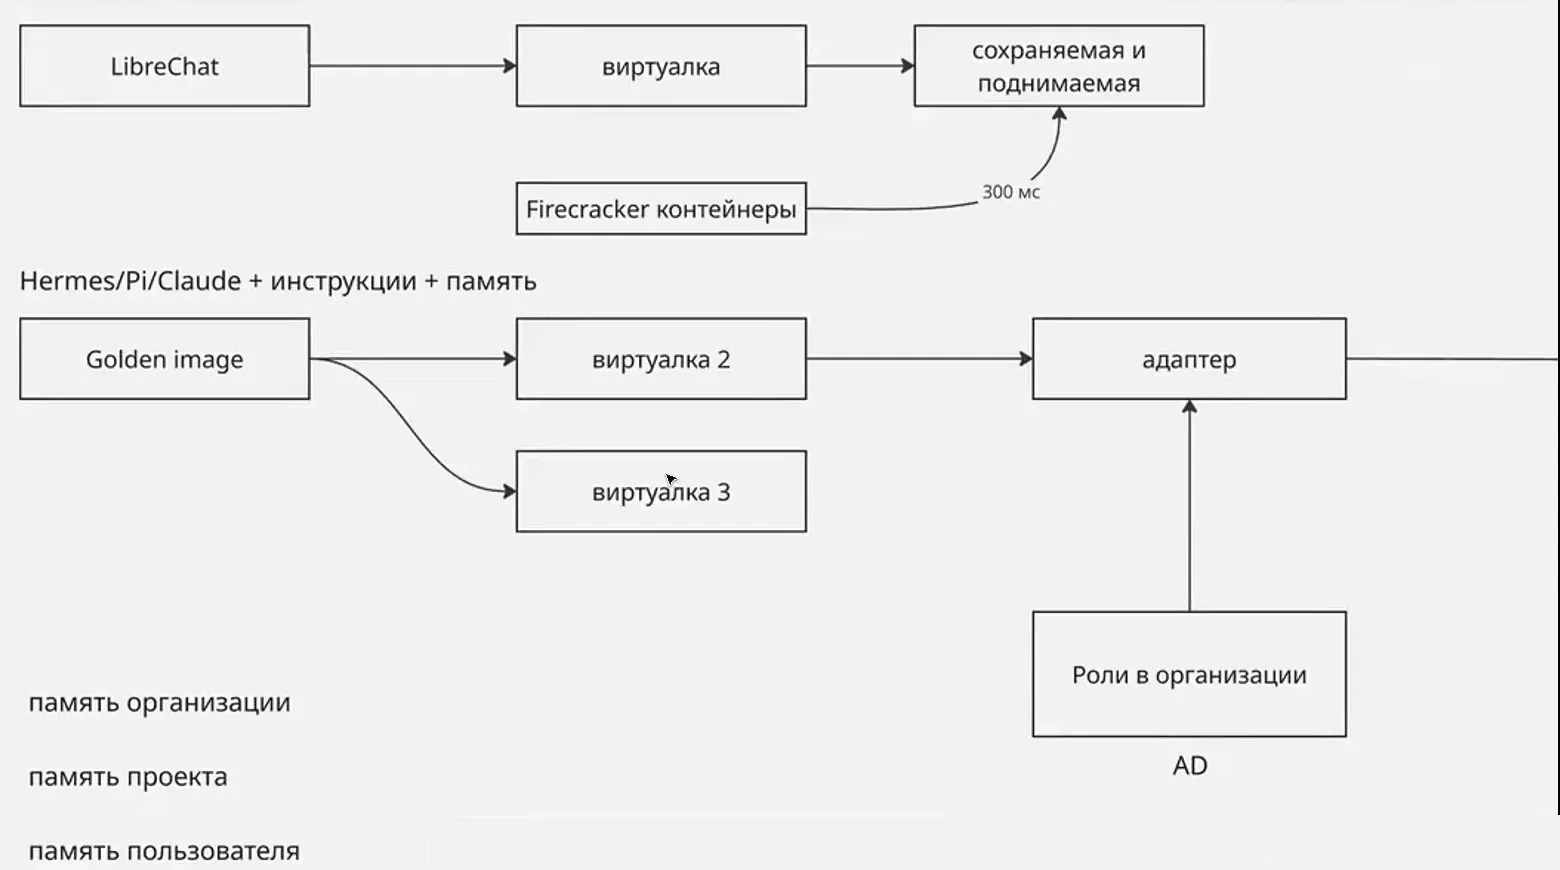 LibreChat
виртуалка
сохраняемая и
поднимаемая
300 мс
Firecracker контейнеры
Hermes/Pi/Claude + инструкции + память
Golden image
виртуалка 2
адаптер
виртуалка 3
Роли в организации
память организации
AD
память проекта
память пользователя